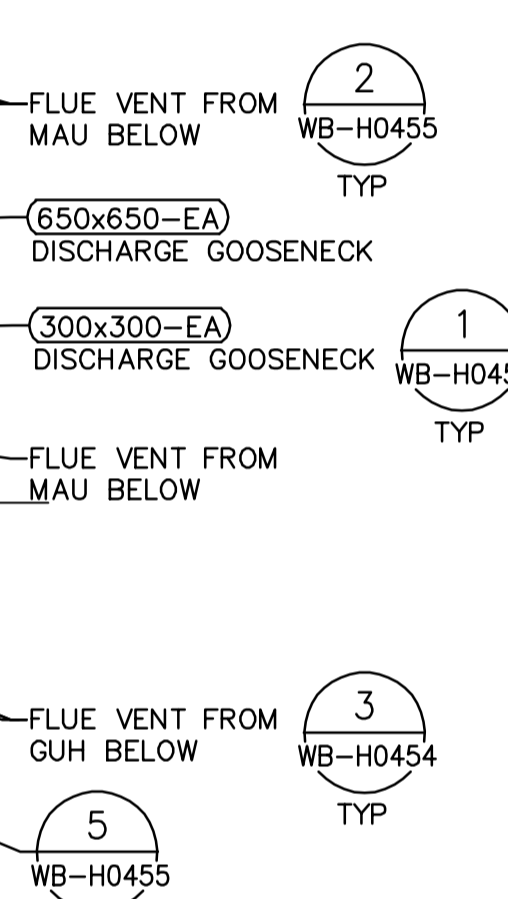 FLUE VENT FROM
MAU BELOW
2
WB-H0455
TYP
650x650-EA
DISCHARGE GOOSENECK
300x300-EA
DISCHARGE GOOSENECK
1
TYP
FLUE VENT FROM
MAU BELOW
FLUE VENT FROM
GUH BELOW
3
WB-H0454
TYP
5
WB-H0455